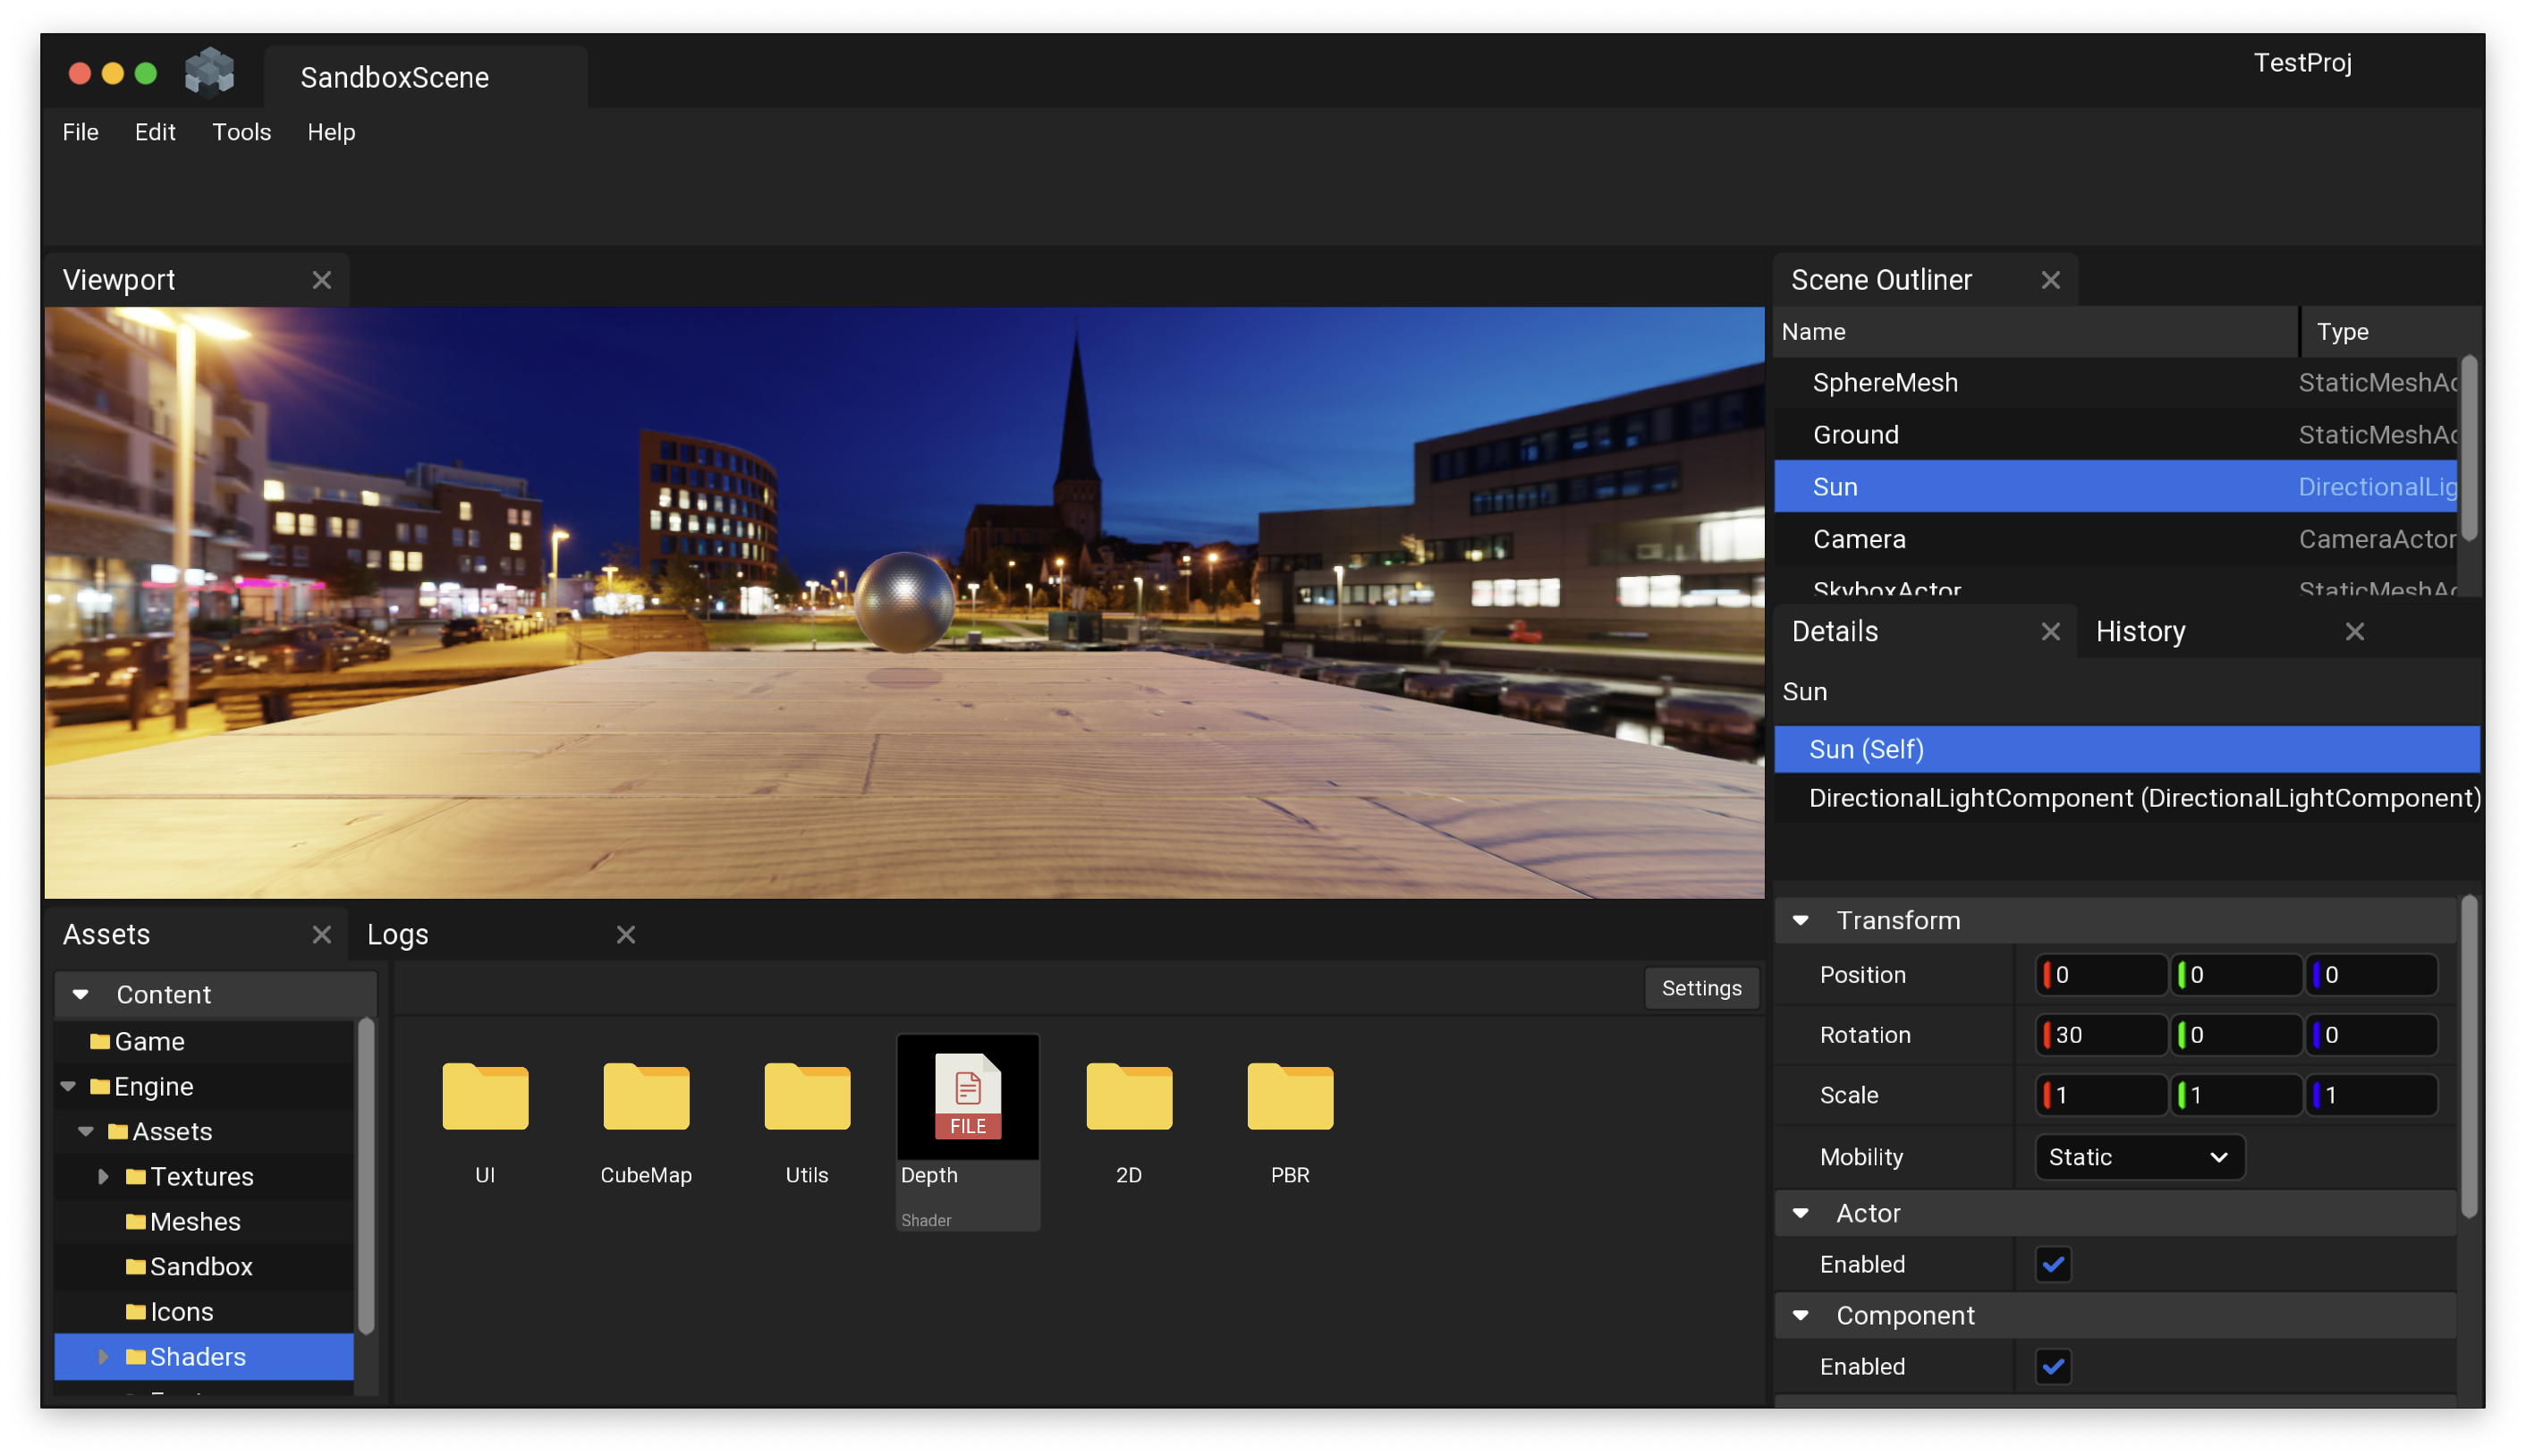 SandboxScene
TestProj
File Edit Tools Help
Viewport
Scene Outliner
Name Type
SphereMesh StaticMeshAc
Ground StaticMeshAc
Sun DirectionalLig
Camera CameraActor
SkyboxActor StaticMeshAc
Details History
Sun
Sun (Self)
DirectionalLightComponent (DirectionalLightComponent)
Transform
Position 0 0 0
Rotation 30 0 0
Scale 1 1 1
Mobility Static
Actor
Enabled
Component
Enabled
Assets Logs
Content
Game
Engine
Assets
Textures
Meshes
Sandbox
Icons
Shaders
Settings
FILE
UI CubeMap Utils Depth 2D PBR
Shader